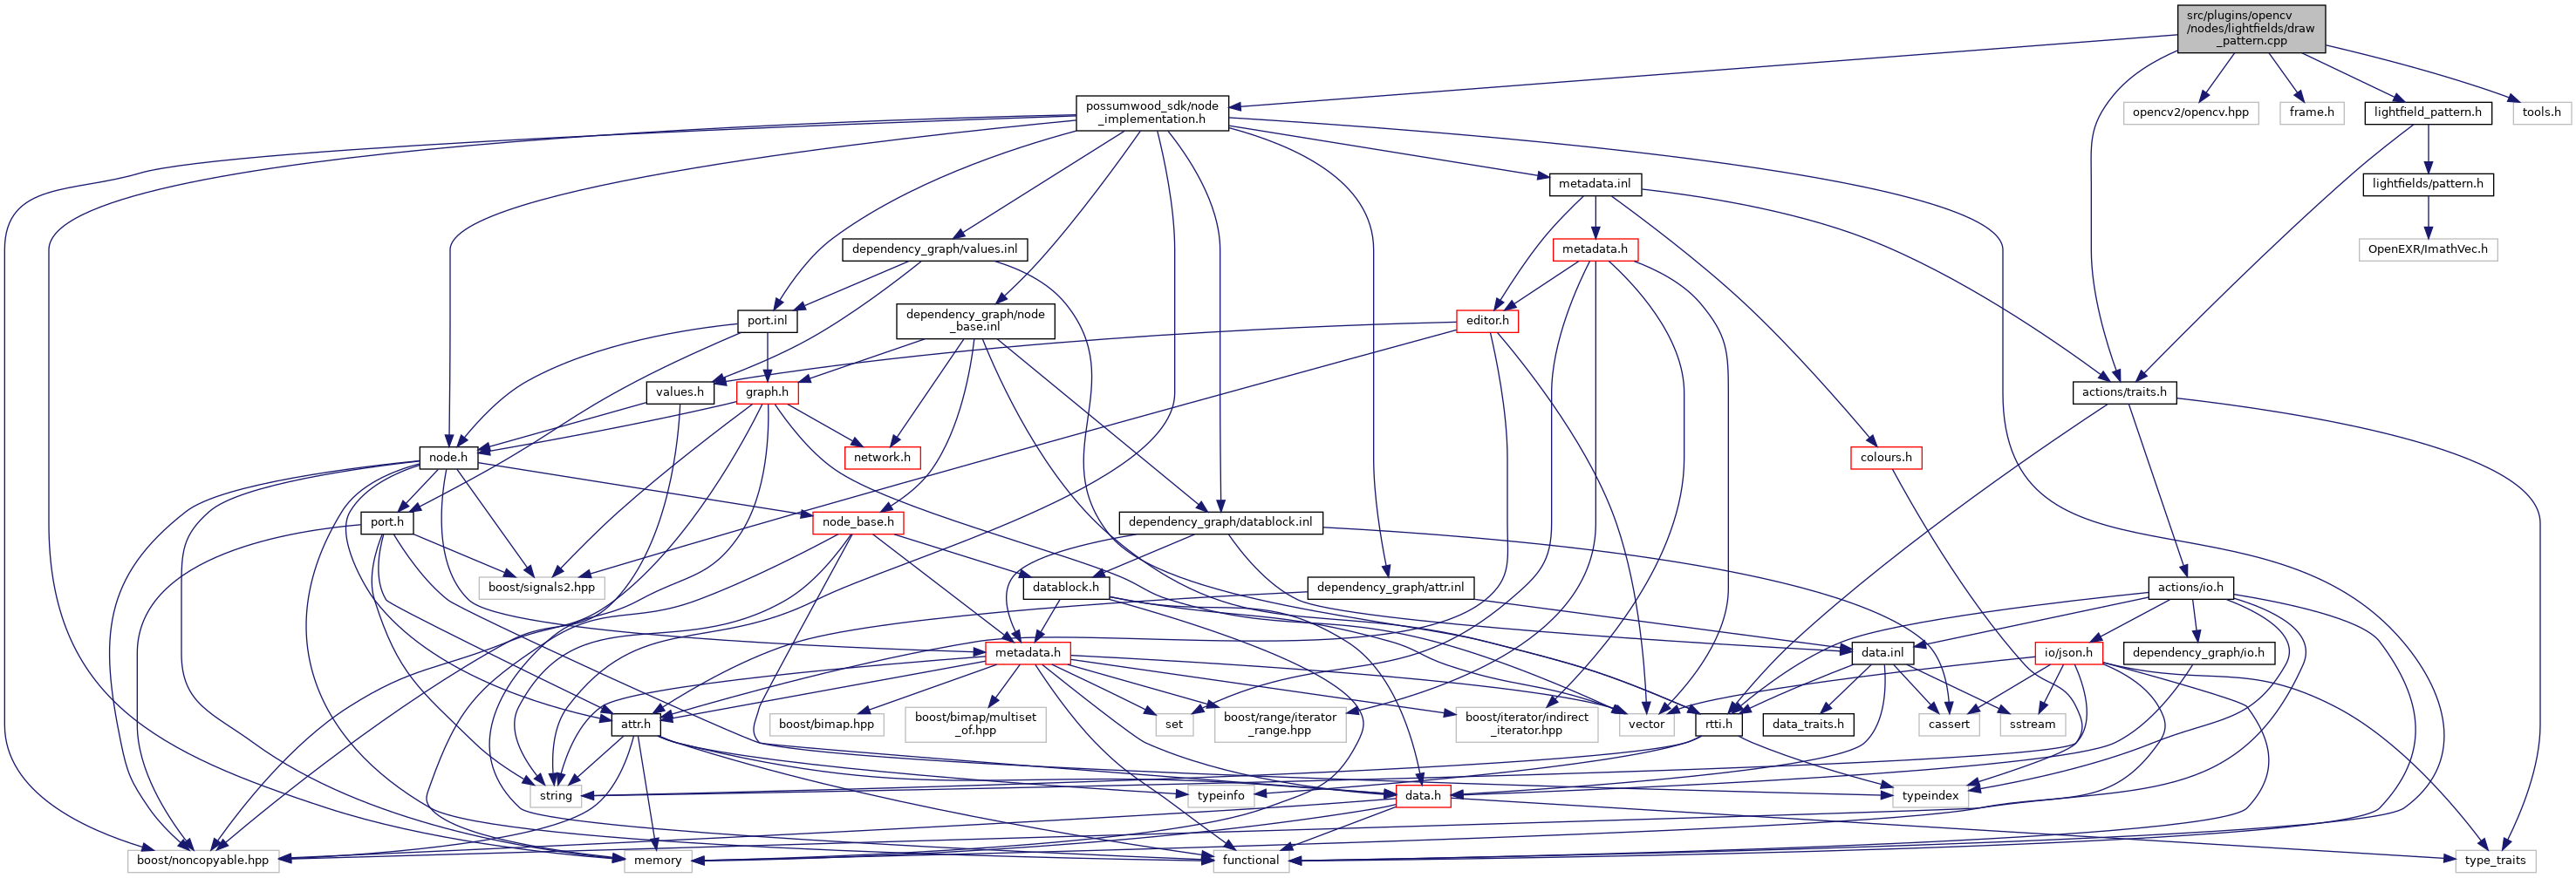 src/plugins/opencv
/nodes/lightfields/draw
_pattern.cpp
possumwood_sdk/node
_implementation.h
opencv2/opencv.hpp
frame.h
lightfield_pattern.h
tools.h
metadata.inl
lightfields/pattern.h
dependency_graph/values.inl
metadata.h
OpenEXR/ImathVec.h
port.inl
dependency_graph/node
_base.inl
editor.h
values.h
graph.h
actions/traits.h
node.h
network.h
colours.h
port.h
node_base.h
dependency_graph/datablock.inl
boost/signals2.hpp
datablock.h
dependency_graph/attr.inl
actions/io.h
metadata.h
data.inl
io/json.h
dependency_graph/io.h
attr.h
boost/bimap.hpp
boost/bimap/multiset
_of.hpp
set
boost/range/iterator
_range.hpp
boost/iterator/indirect
_iterator.hpp
vector
rtti.h
data_traits.h
cassert
sstream
string
typeinfo
data.h
typeindex
boost/noncopyable.hpp
memory
functional
type_traits